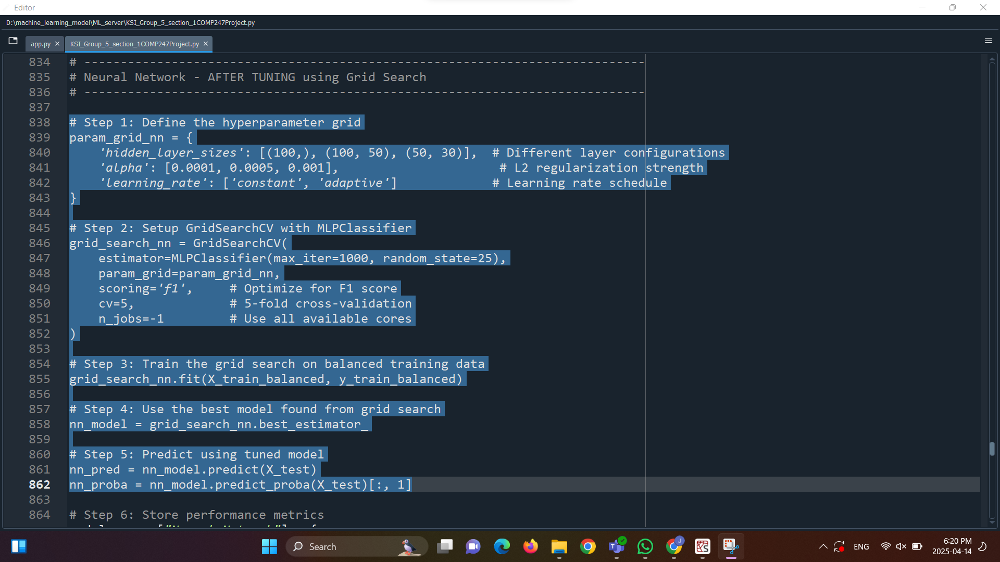 Editor
D:\machine_learning_model\ML_server\KSI_Group_5_section_1COMP247Project.py
app.py
KSI_Group_5_section_1COMP247Project.py
834 # -----------------------------------------------------------------------------
835 # Neural Network - AFTER TUNING using Grid Search
836 # -----------------------------------------------------------------------------
837
838 # Step 1: Define the hyperparameter grid
839 param_grid_nn = {
840     'hidden_layer_sizes': [(100,), (100, 50), (50, 30)],  # Different layer configurations
841     'alpha': [0.0001, 0.0005, 0.001],                      # L2 regularization strength
842     'learning_rate': ['constant', 'adaptive']             # Learning rate schedule
843 }
844
845 # Step 2: Setup GridSearchCV with MLPClassifier
846 grid_search_nn = GridSearchCV(
847     estimator=MLPClassifier(max_iter=1000, random_state=25),
848     param_grid=param_grid_nn,
849     scoring='f1',     # Optimize for F1 score
850     cv=5,             # 5-fold cross-validation
851     n_jobs=-1         # Use all available cores
852 )
853
854 # Step 3: Train the grid search on balanced training data
855 grid_search_nn.fit(X_train_balanced, y_train_balanced)
856
857 # Step 4: Use the best model found from grid search
858 nn_model = grid_search_nn.best_estimator_
859
860 # Step 5: Predict using tuned model
861 nn_pred = nn_model.predict(X_test)
862 nn_proba = nn_model.predict_proba(X_test)[:, 1]
863
864 # Step 6: Store performance metrics
Search
ENG
6:20 PM
2025-04-14